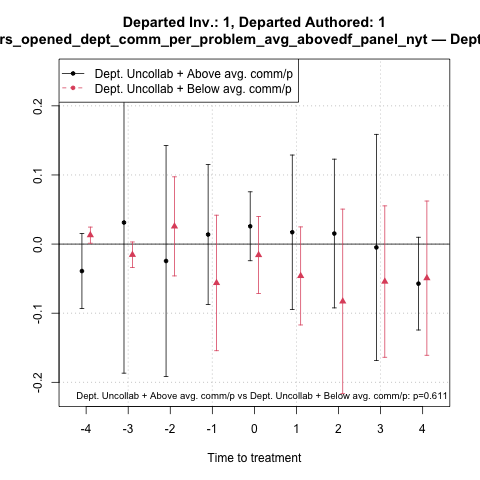 Departed Inv.: 1, Departed Authored: 1
rs_opened_dept_comm_per_problem_avg_abovedf_panel_nyt — Dept
Dept. Uncollab + Above avg. comm/p
Dept. Uncollab + Below avg. comm/p
0.2
0.1
0.0
-0.1
-0.2
Dept. Uncollab + Above avg. comm/p vs Dept. Uncollab + Below avg. comm/p: p=0.611
-4 -3 -2 -1 0 1 2 3 4
Time to treatment